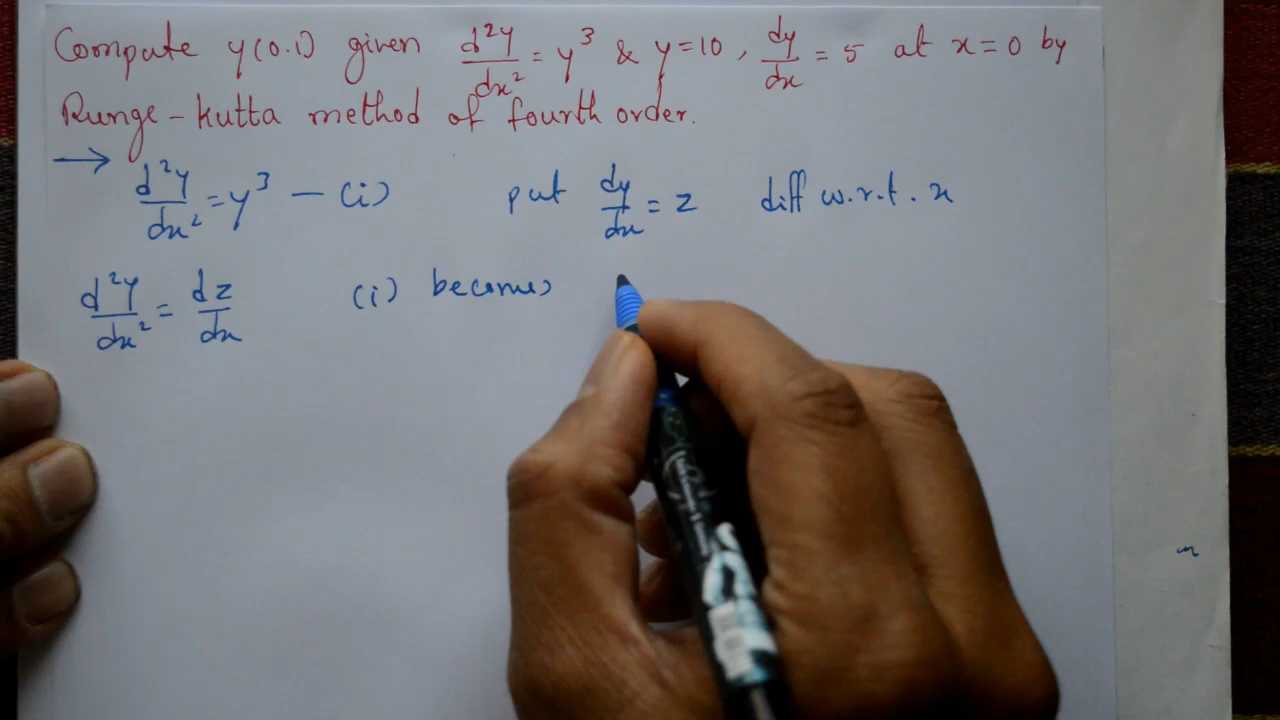 Compute y(0.1) given d²y/dx² = y³ & y=10, dy/dx = 5 at x=0 by
Runge-kutta method of fourth order.
→ d²y/dx² = y³ — (i) put dy/dx = z diff w.r.t. x
d²y/dx² = dz/dx (i) becomes